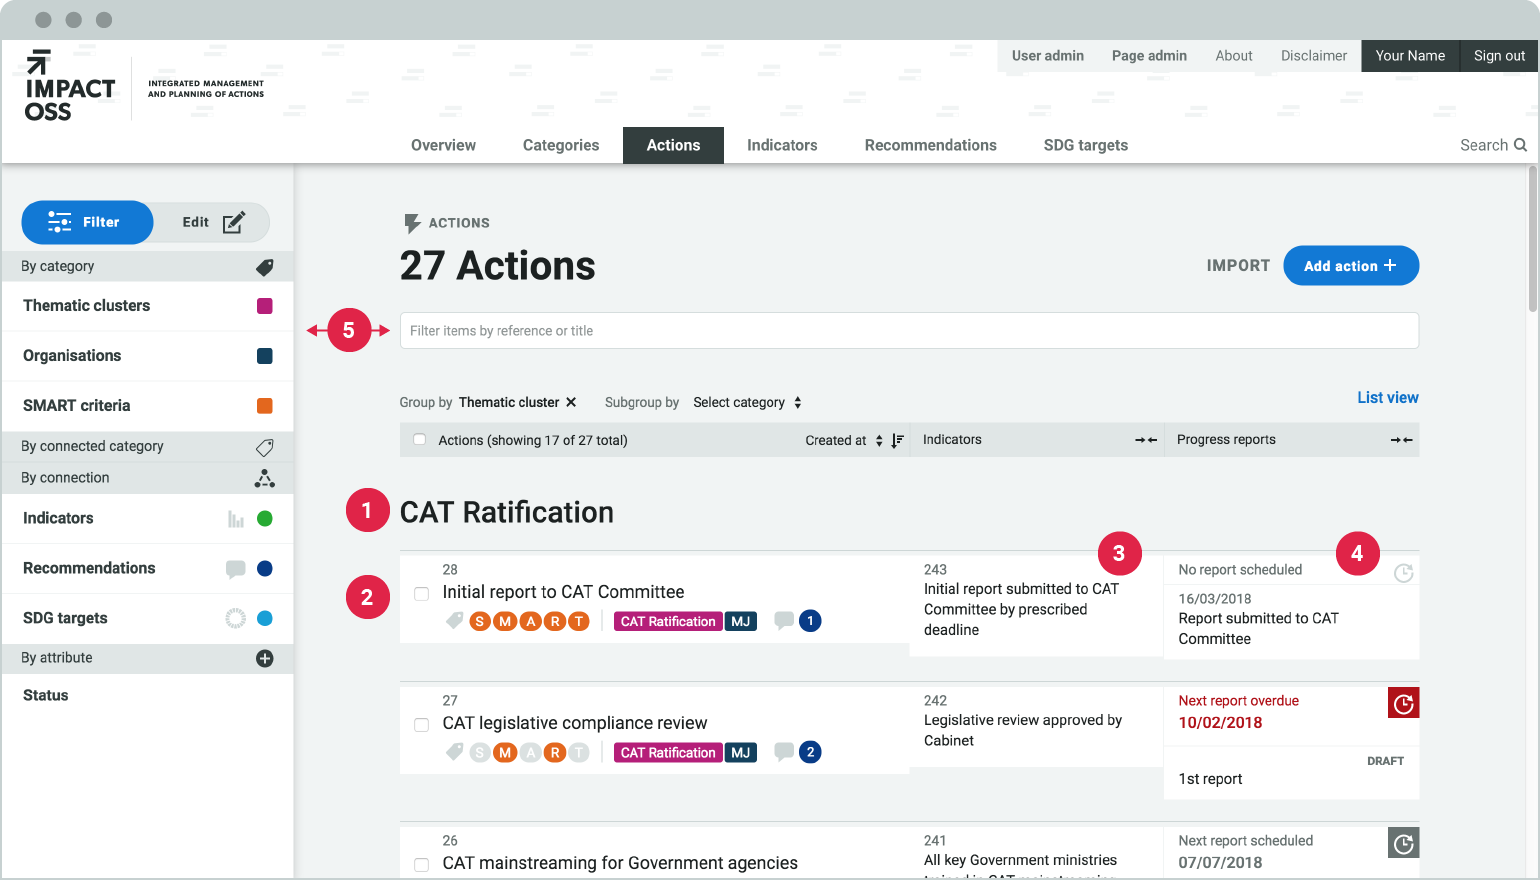 IMPACT
OSS
INTEGRATED MANAGEMENT
AND PLANNING OF ACTIONS
User admin
Page admin
About
Disclaimer
Your Name
Sign out
Overview
Categories
Actions
Indicators
Recommendations
SDG targets
Search
Filter
Edit
By category
Thematic clusters
Organisations
SMART criteria
By connected category
By connection
Indicators
Recommendations
SDG targets
By attribute
Status
ACTIONS
27 Actions
IMPORT
Add action +
5
Filter items by reference or title
Group by Thematic cluster ✕
Subgroup by Select category
List view
Actions (showing 17 of 27 total)
Created at
Indicators
Progress reports
1
CAT Ratification
2
3
4
28
Initial report to CAT Committee
S M A R T
CAT Ratification MJ
1
243
Initial report submitted to CAT
Committee by prescribed
deadline
No report scheduled
16/03/2018
Report submitted to CAT
Committee
27
CAT legislative compliance review
S M A R T
CAT Ratification MJ
2
242
Legislative review approved by
Cabinet
Next report overdue
10/02/2018
DRAFT
1st report
26
CAT mainstreaming for Government agencies
241
All key Government ministries
Next report scheduled
07/07/2018